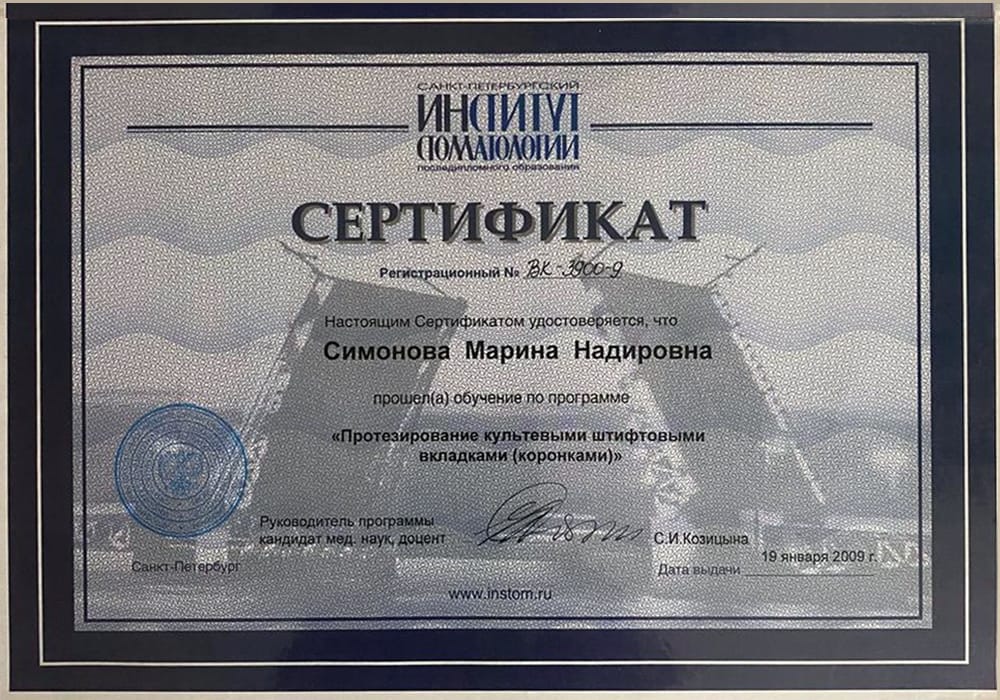 САНКТ-ПЕТЕРБУРГСКИЙ
ИНСТИТУТ
СТОМАТОЛОГИИ
последипломного образования
СЕРТИФИКАТ
Регистрационный № ВК-3900-9
Настоящим Сертификатом удостоверяется, что
Симонова Марина Надировна
прошел(а) обучение по программе
«Протезирование культевыми штифтовыми
вкладками (коронками)»
Руководитель программы
кандидат мед. наук, доцент
С.И.Козицына
19 января 2009 г.
Санкт-Петербург
Дата выдачи
www.instom.ru